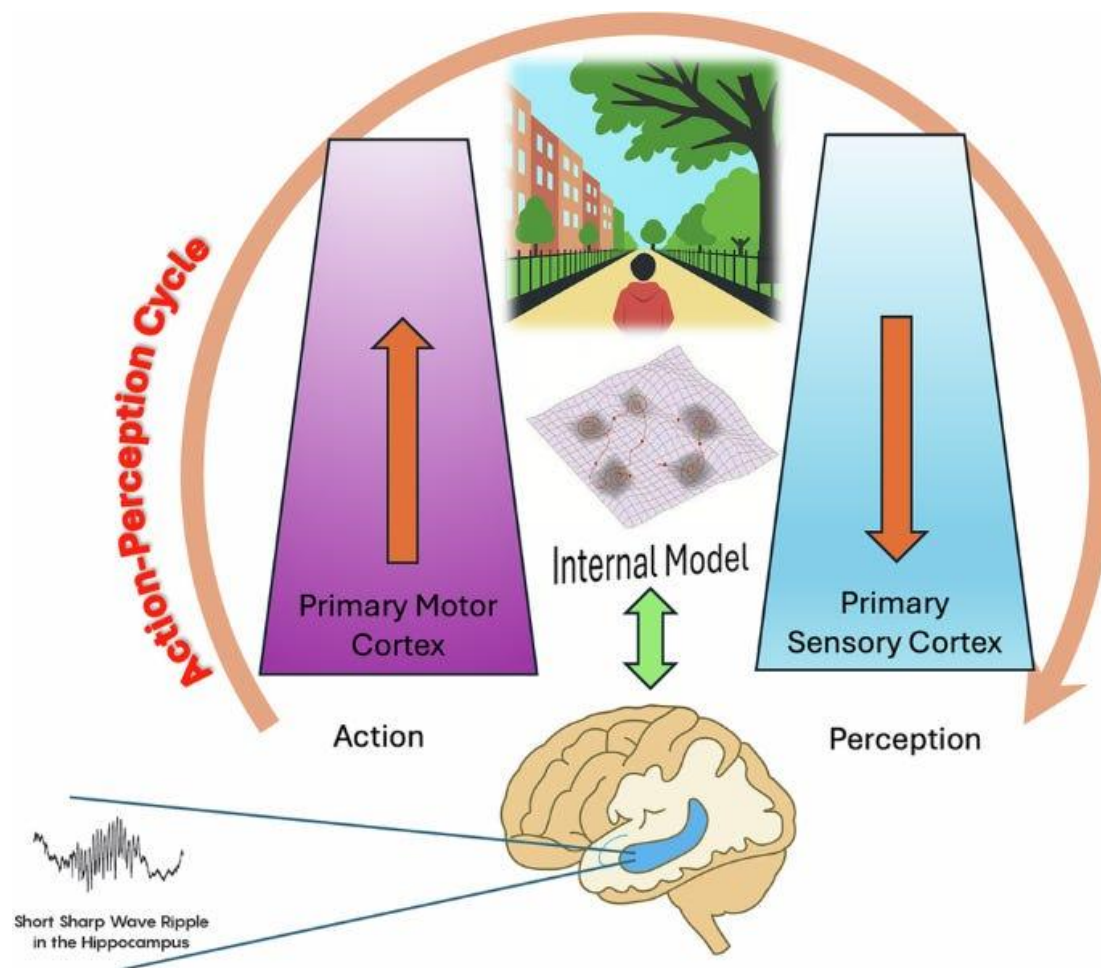 Action-Perception Cycle
Internal Model
Primary Motor
Cortex
Primary
Sensory Cortex
Action
Perception
Short Sharp Wave Ripple
in the Hippocampus